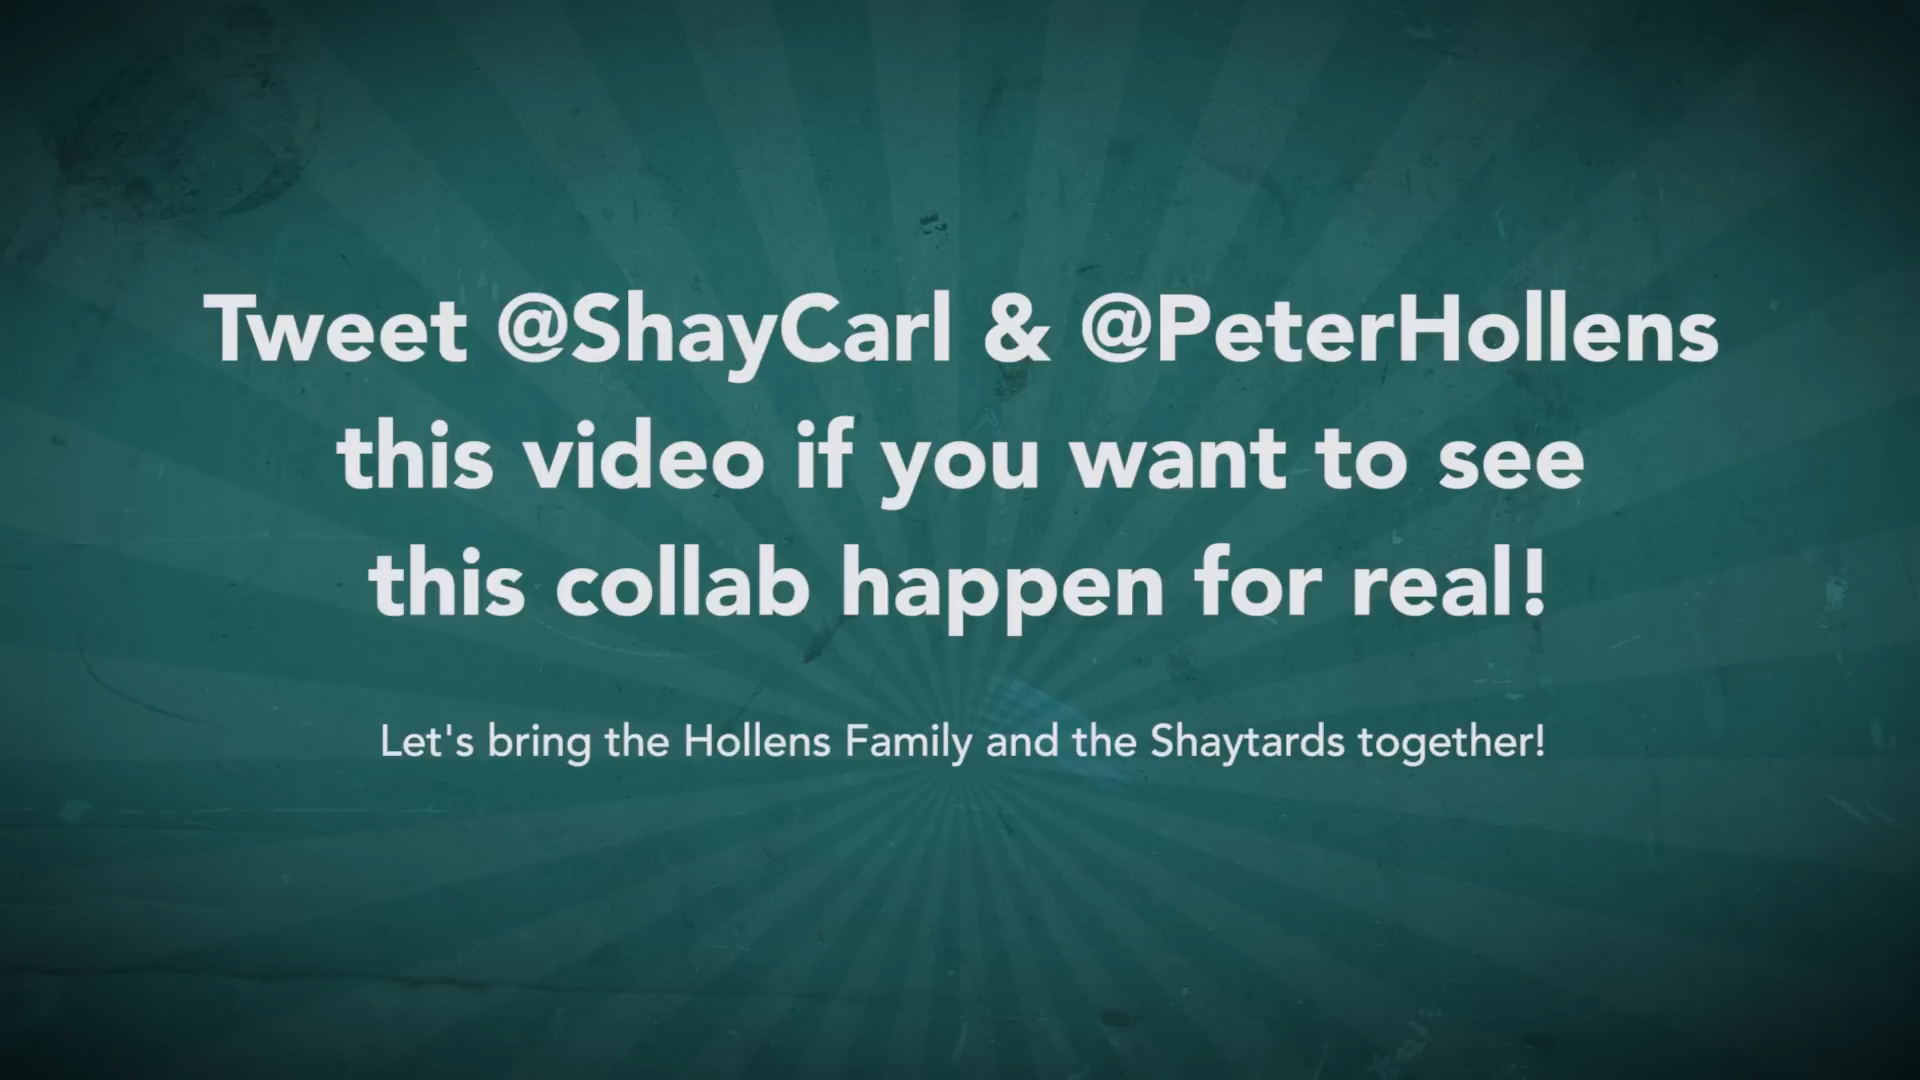 Tweet @ShayCarl & @PeterHollens
this video if you want to see
this collab happen for real!
Let's bring the Hollens Family and the Shaytards together!